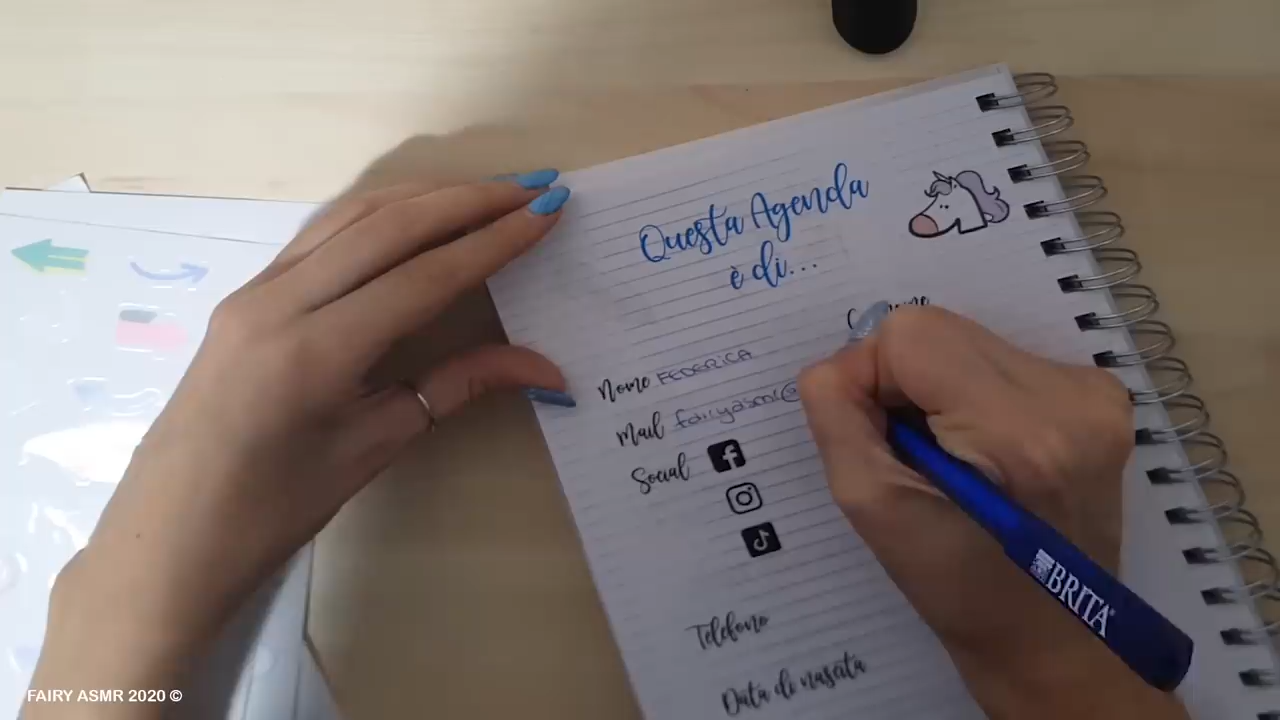 Questa Agenda
è di...
Nome FEDERICA
Mail fairyasmr@
Social
Telefono
Data di nascita
BRITA®
FAIRY ASMR 2020 ©